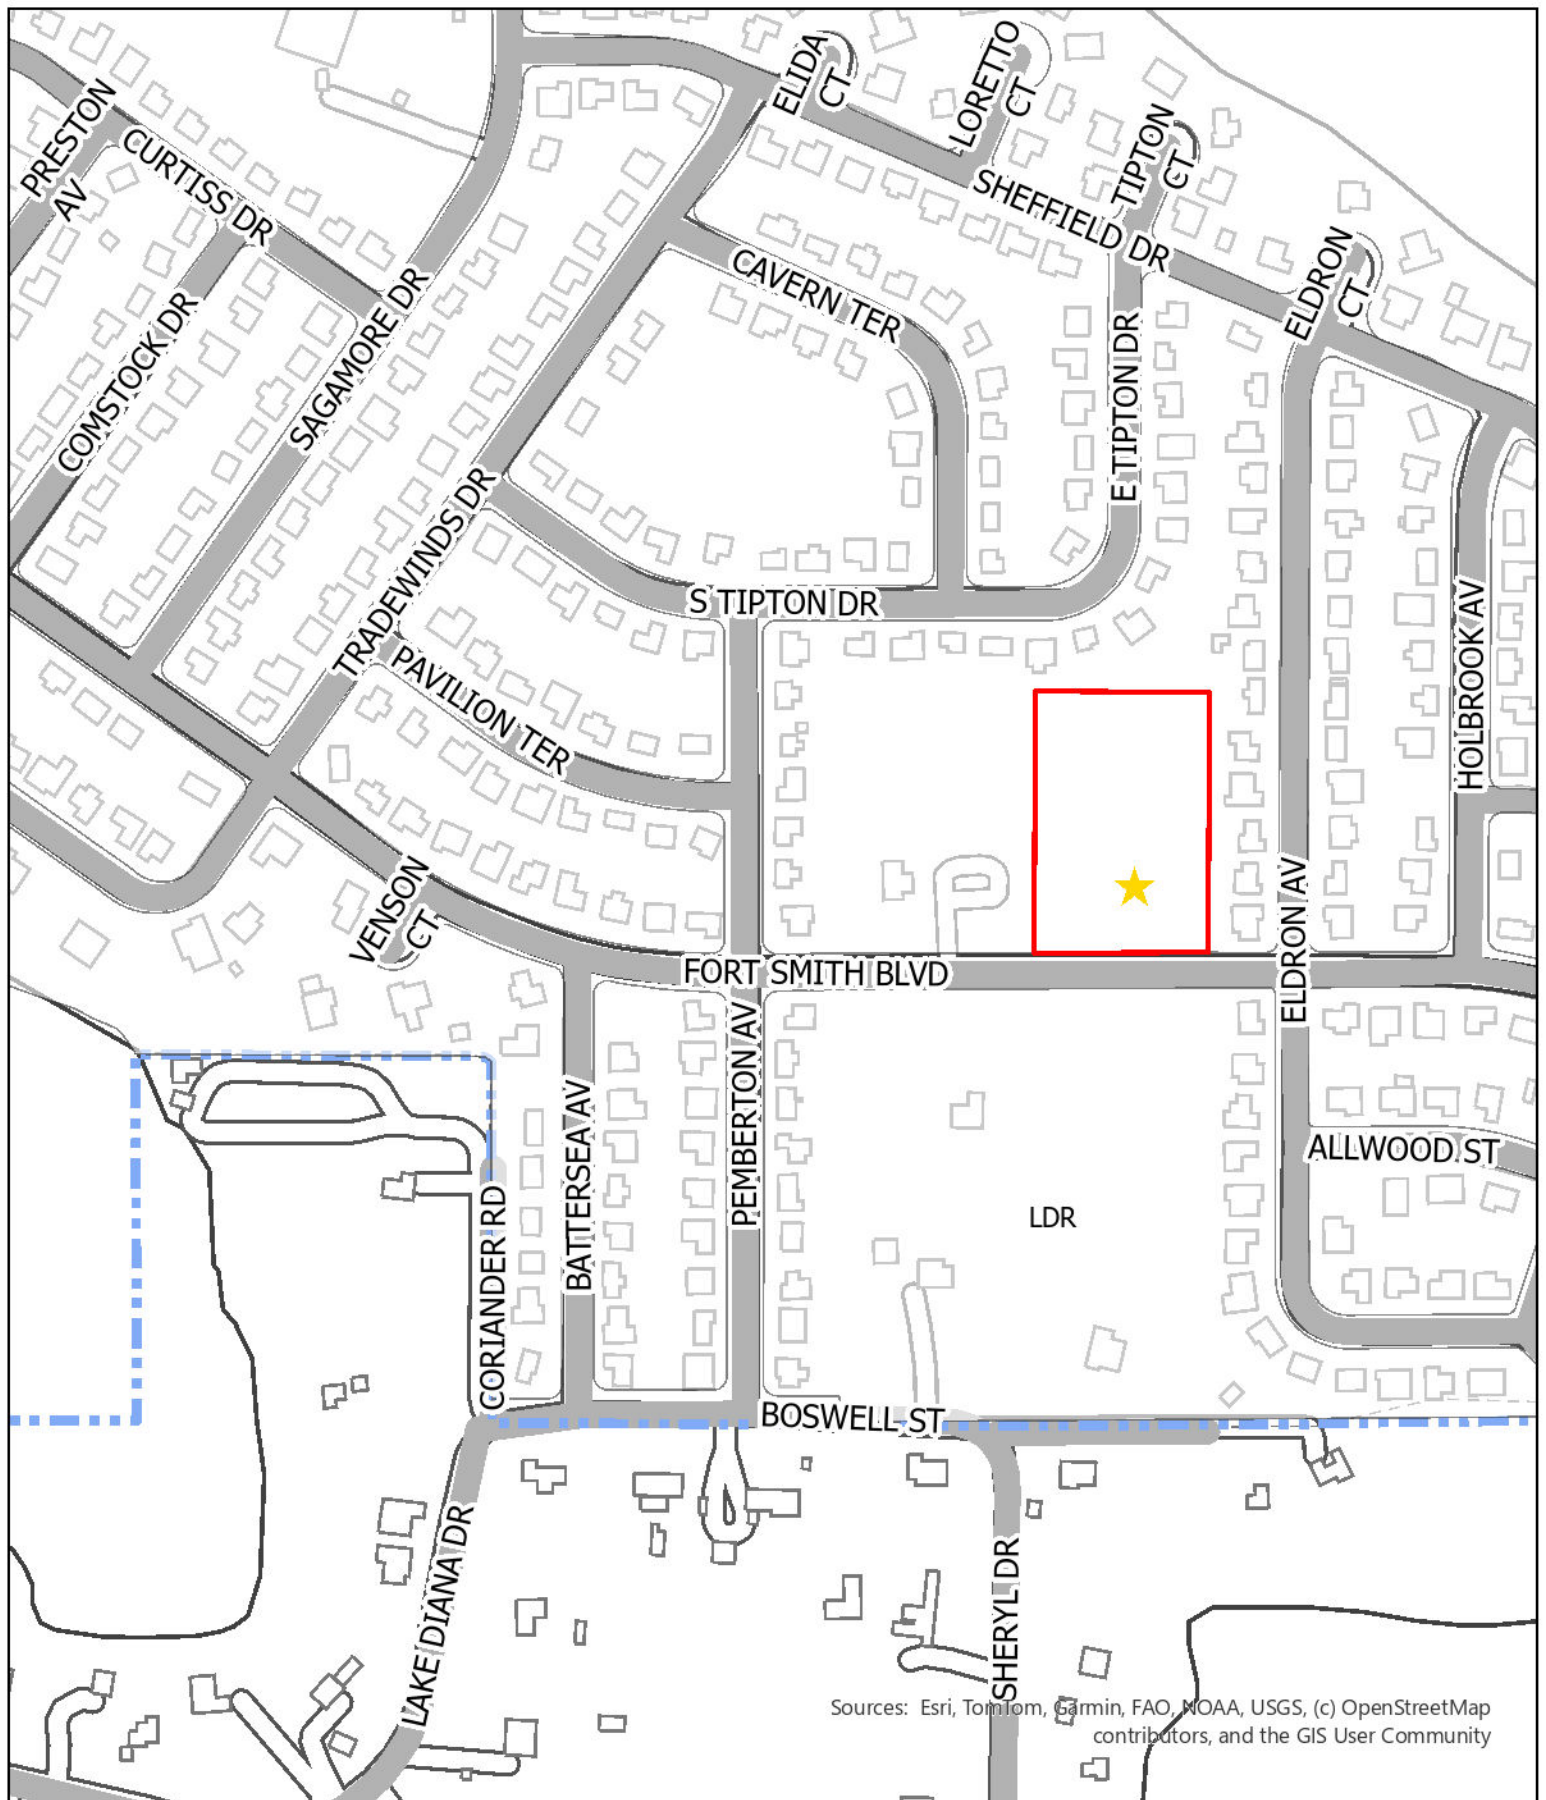 ELIDA
CT
LORETTO
CT
PRESTON
AV
CURTISS DR
TIPTON
CT
SHEFFIELD DR
ELDRON
CT
CAVERN TER
COMSTOCK DR
SAGAMORE DR
E TIPTON DR
TRADEWINDS DR
S TIPTON DR
PAVILION TER
HOLBROOK AV
VENSON
CT
ELDRON AV
FORT SMITH BLVD
PEMBERTON AV
BATTERSEA AV
ALLWOOD ST
CORIANDER RD
LDR
BOSWELL ST
LAKE DIANA DR
SHERYL DR
Sources: Esri, TomTom, Garmin, FAO, NOAA, USGS, (c) OpenStreetMap
contributors, and the GIS User Community